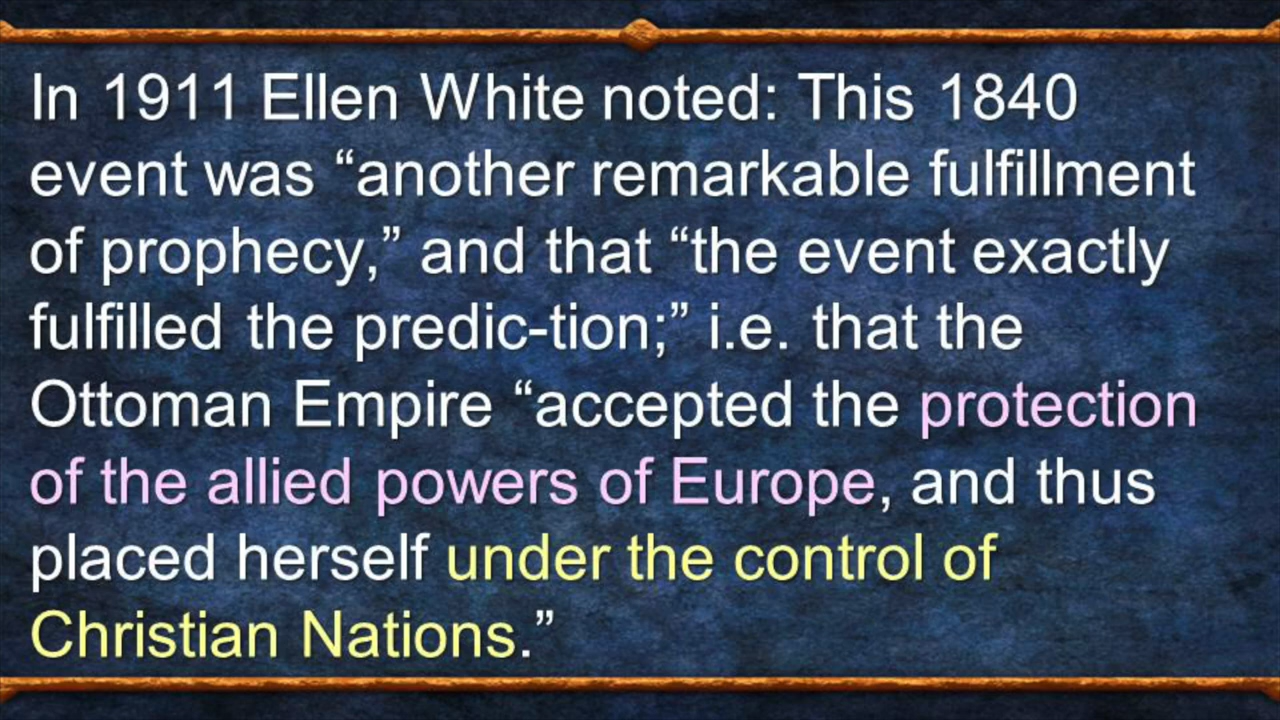 In 1911 Ellen White noted: This 1840
event was “another remarkable fulfillment
of prophecy,” and that “the event exactly
fulfilled the predic-tion;” i.e. that the
Ottoman Empire “accepted the protection
of the allied powers of Europe, and thus
placed herself under the control of
Christian Nations.”